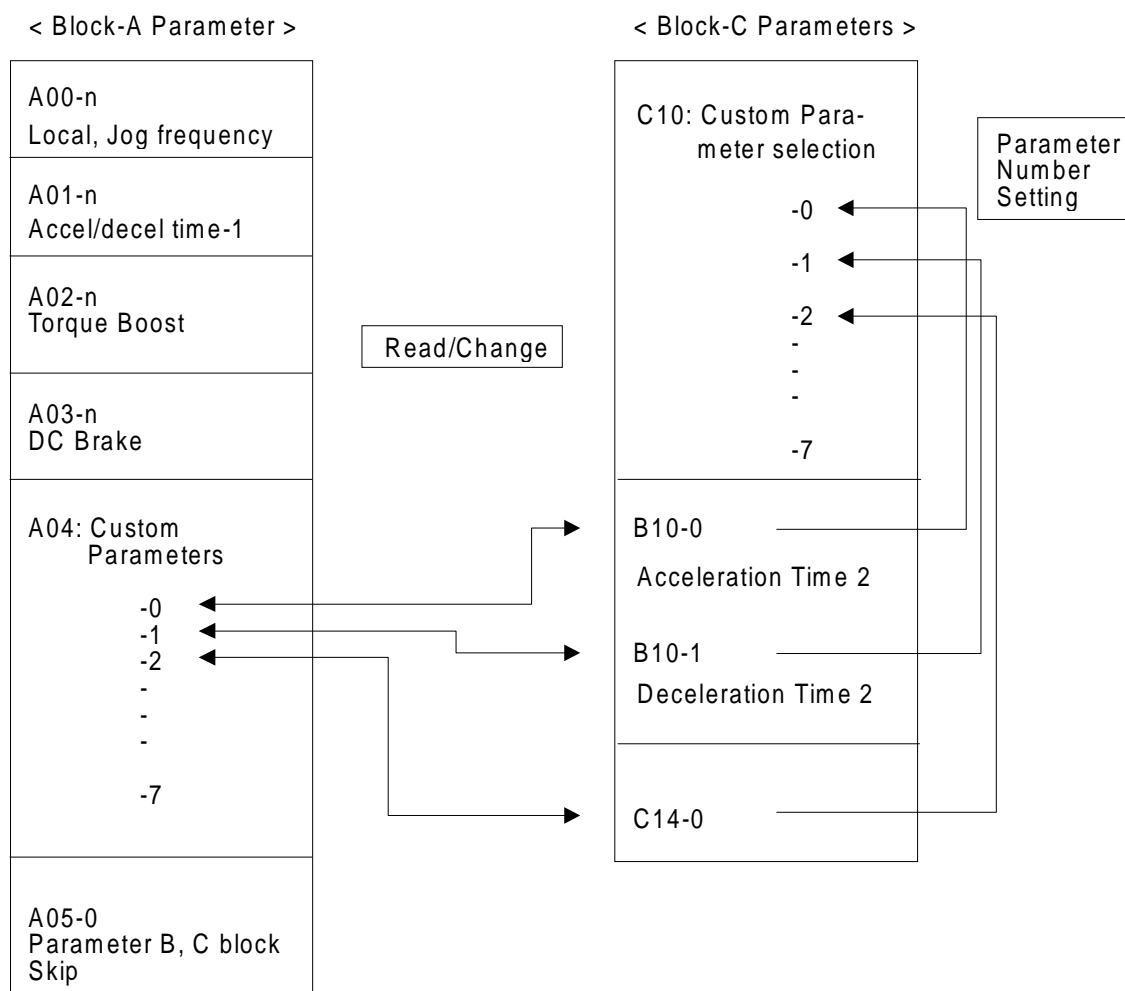 < Block-A Parameter >
A00-n
Local, Jog frequency
A01-n
Accel/decel time-1
A02-n
Torque Boost
A03-n
DC Brake
A04: Custom
Parameters
-0
-1
-2
-
-
-
-7
A05-0
Parameter B, C block
Skip
Read/Change
< Block-C Parameters >
C10: Custom Para-
meter selection
-0
-1
-2
-
-
-
-7
B10-0
Acceleration Time 2
B10-1
Deceleration Time 2
C14-0
Parameter
Number
Setting